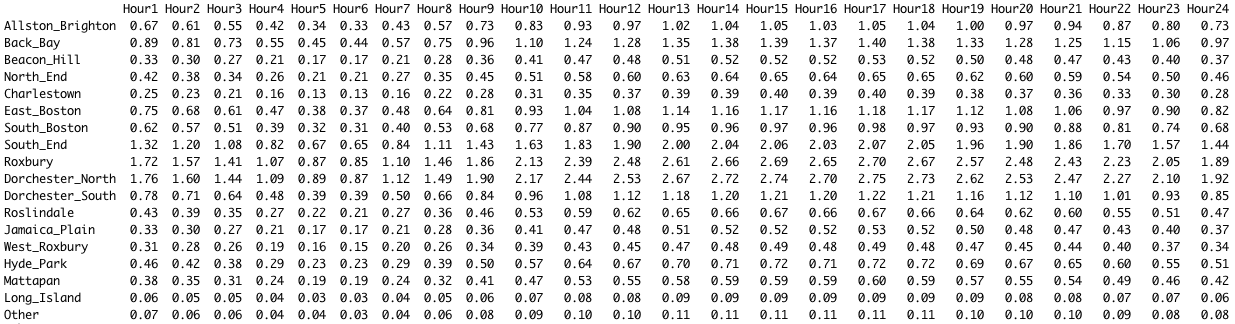 Hour1 Hour2 Hour3 Hour4 Hour5 Hour6 Hour7 Hour8 Hour9 Hour10 Hour11 Hour12 Hour13 Hour14 Hour15 Hour16 Hour17 Hour18 Hour19 Hour20 Hour21 Hour22 Hour23 Hour24
Allston_Brighton 0.67 0.61 0.55 0.42 0.34 0.33 0.43 0.57 0.73 0.83 0.93 0.97 1.02 1.04 1.05 1.03 1.05 1.04 1.00 0.97 0.94 0.87 0.80 0.73
Back_Bay 0.89 0.81 0.73 0.55 0.45 0.44 0.57 0.75 0.96 1.10 1.24 1.28 1.35 1.38 1.39 1.37 1.40 1.38 1.33 1.28 1.25 1.15 1.06 0.97
Beacon_Hill 0.33 0.30 0.27 0.21 0.17 0.17 0.21 0.28 0.36 0.41 0.47 0.48 0.51 0.52 0.52 0.52 0.53 0.52 0.50 0.48 0.47 0.43 0.40 0.37
North_End 0.42 0.38 0.34 0.26 0.21 0.21 0.27 0.35 0.45 0.51 0.58 0.60 0.63 0.64 0.65 0.64 0.65 0.65 0.62 0.60 0.59 0.54 0.50 0.46
Charlestown 0.25 0.23 0.21 0.16 0.13 0.13 0.16 0.22 0.28 0.31 0.35 0.37 0.39 0.39 0.40 0.39 0.40 0.39 0.38 0.37 0.36 0.33 0.30 0.28
East_Boston 0.75 0.68 0.61 0.47 0.38 0.37 0.48 0.64 0.81 0.93 1.04 1.08 1.14 1.16 1.17 1.16 1.18 1.17 1.12 1.08 1.06 0.97 0.90 0.82
South_Boston 0.62 0.57 0.51 0.39 0.32 0.31 0.40 0.53 0.68 0.77 0.87 0.90 0.95 0.96 0.97 0.96 0.98 0.97 0.93 0.90 0.88 0.81 0.74 0.68
South_End 1.32 1.20 1.08 0.82 0.67 0.65 0.84 1.11 1.43 1.63 1.83 1.90 2.00 2.04 2.06 2.03 2.07 2.05 1.96 1.90 1.86 1.70 1.57 1.44
Roxbury 1.72 1.57 1.41 1.07 0.87 0.85 1.10 1.46 1.86 2.13 2.39 2.48 2.61 2.66 2.69 2.65 2.70 2.67 2.57 2.48 2.43 2.23 2.05 1.89
Dorchester_North 1.76 1.60 1.44 1.09 0.89 0.87 1.12 1.49 1.90 2.17 2.44 2.53 2.67 2.72 2.74 2.70 2.75 2.73 2.62 2.53 2.47 2.27 2.10 1.92
Dorchester_South 0.78 0.71 0.64 0.48 0.39 0.39 0.50 0.66 0.84 0.96 1.08 1.12 1.18 1.20 1.21 1.20 1.22 1.21 1.16 1.12 1.10 1.01 0.93 0.85
Roslindale 0.43 0.39 0.35 0.27 0.22 0.21 0.27 0.36 0.46 0.53 0.59 0.62 0.65 0.66 0.67 0.66 0.67 0.66 0.64 0.62 0.60 0.55 0.51 0.47
Jamaica_Plain 0.33 0.30 0.27 0.21 0.17 0.17 0.21 0.28 0.36 0.41 0.47 0.48 0.51 0.52 0.52 0.52 0.53 0.52 0.50 0.48 0.47 0.43 0.40 0.37
West_Roxbury 0.31 0.28 0.26 0.19 0.16 0.15 0.20 0.26 0.34 0.39 0.43 0.45 0.47 0.48 0.49 0.48 0.49 0.48 0.47 0.45 0.44 0.40 0.37 0.34
Hyde_Park 0.46 0.42 0.38 0.29 0.23 0.23 0.29 0.39 0.50 0.57 0.64 0.67 0.70 0.71 0.72 0.71 0.72 0.72 0.69 0.67 0.65 0.60 0.55 0.51
Mattapan 0.38 0.35 0.31 0.24 0.19 0.19 0.24 0.32 0.41 0.47 0.53 0.55 0.58 0.59 0.59 0.59 0.60 0.59 0.57 0.55 0.54 0.49 0.46 0.42
Long_Island 0.06 0.05 0.05 0.04 0.03 0.03 0.04 0.05 0.06 0.07 0.08 0.08 0.09 0.09 0.09 0.09 0.09 0.09 0.09 0.08 0.08 0.07 0.07 0.06
Other 0.07 0.06 0.06 0.04 0.04 0.03 0.04 0.06 0.08 0.09 0.10 0.10 0.11 0.11 0.11 0.11 0.11 0.11 0.10 0.10 0.10 0.09 0.08 0.08